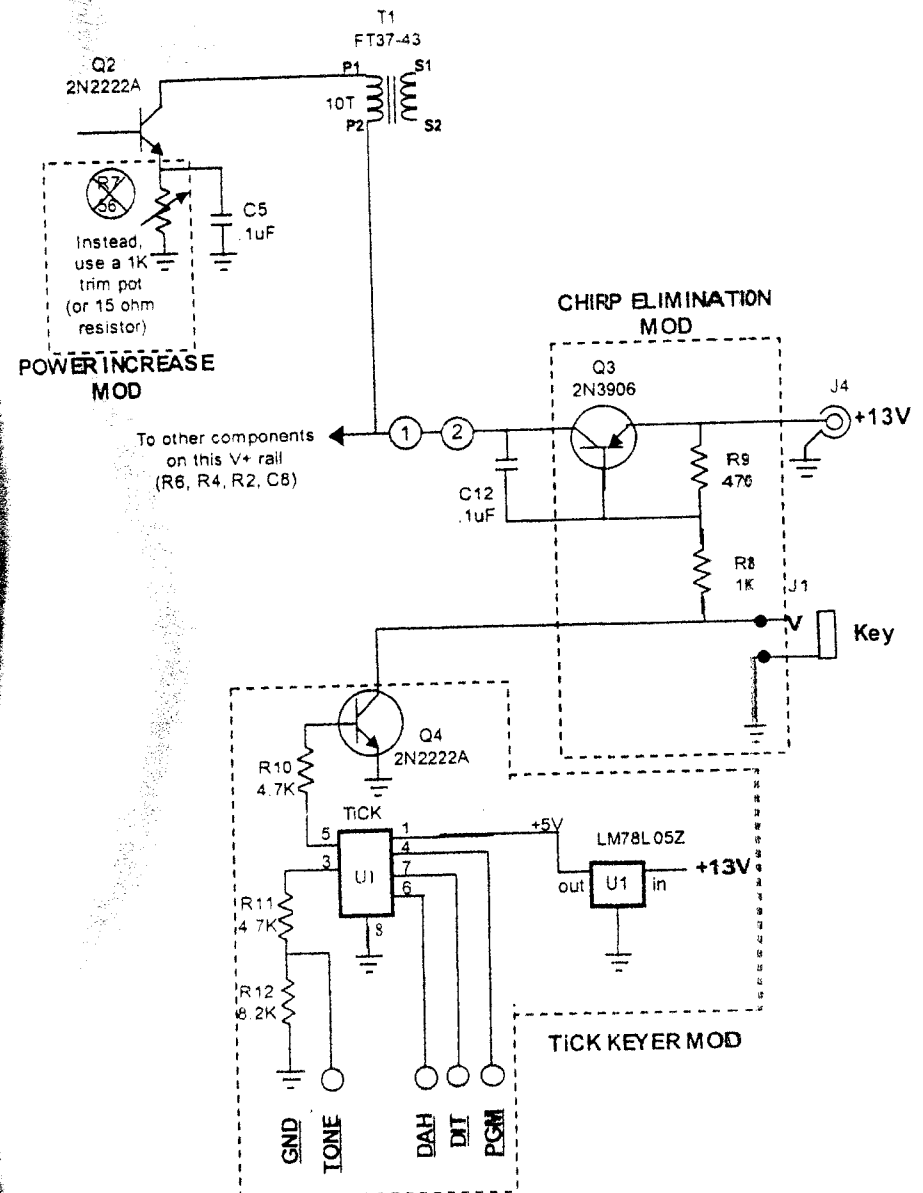 T1
FT37-43
Q2
2N2222A
P1
S1
10T
P2
S2
R7
56
C5
.1uF
Instead,
use a 1K
trim pot
(or 15 ohm
resistor)
POWER INCREASE
MOD
CHIRP ELIMINATION
MOD
Q3
2N3906
J4
+13V
To other components
on this V+ rail
(R6, R4, R2, C8)
1
2
C12
.1uF
R9
470
R8
1K
J1
Key
Q4
2N2222A
R10
4.7K
TiCK
5
1
+5V
LM78L05Z
4
3
7
U1
6
8
out
U1
in
+13V
R11
4.7K
R12
8.2K
TiCK KEYER MOD
GND
TONE
DAH
DIT
PGM